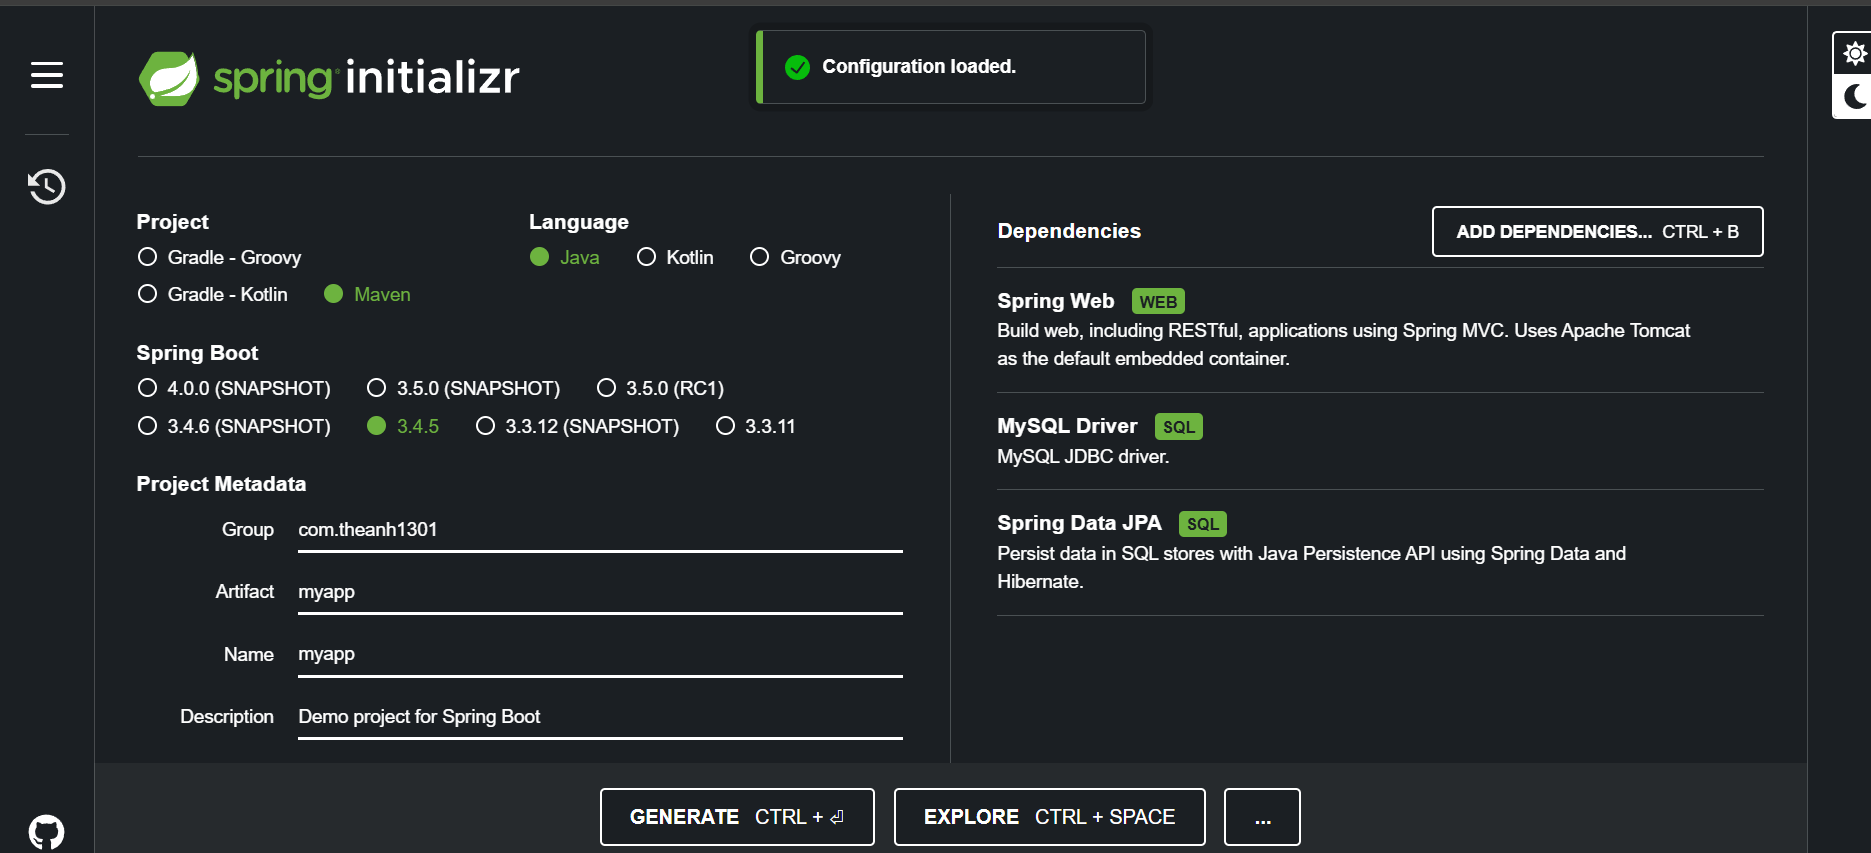 spring initializr
Configuration loaded.
Project
Gradle - Groovy
Gradle - Kotlin Maven
Language
Java Kotlin Groovy
Spring Boot
4.0.0 (SNAPSHOT) 3.5.0 (SNAPSHOT) 3.5.0 (RC1)
3.4.6 (SNAPSHOT) 3.4.5 3.3.12 (SNAPSHOT) 3.3.11
Project Metadata
Group com.theanh1301
Artifact myapp
Name myapp
Description Demo project for Spring Boot
Dependencies
ADD DEPENDENCIES... CTRL + B
Spring Web WEB
Build web, including RESTful, applications using Spring MVC. Uses Apache Tomcat
as the default embedded container.
MySQL Driver SQL
MySQL JDBC driver.
Spring Data JPA SQL
Persist data in SQL stores with Java Persistence API using Spring Data and
Hibernate.
GENERATE CTRL + ⏎
EXPLORE CTRL + SPACE
...